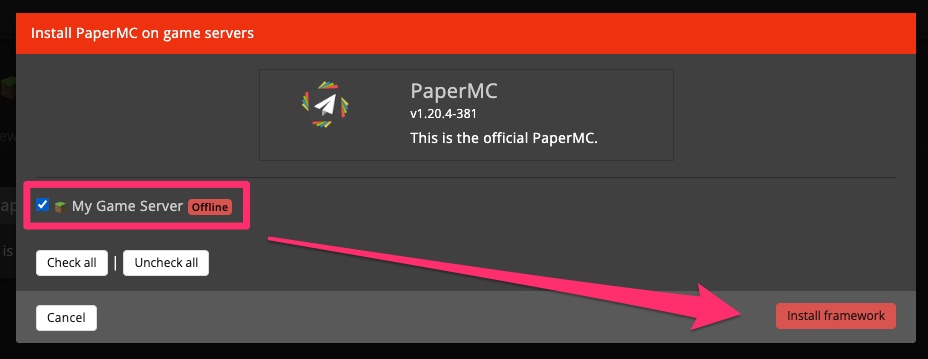 Install PaperMC on game servers
PaperMC
v1.20.4-381
This is the official PaperMC.
My Game Server Offline
Check all | Uncheck all
Cancel
Install framework